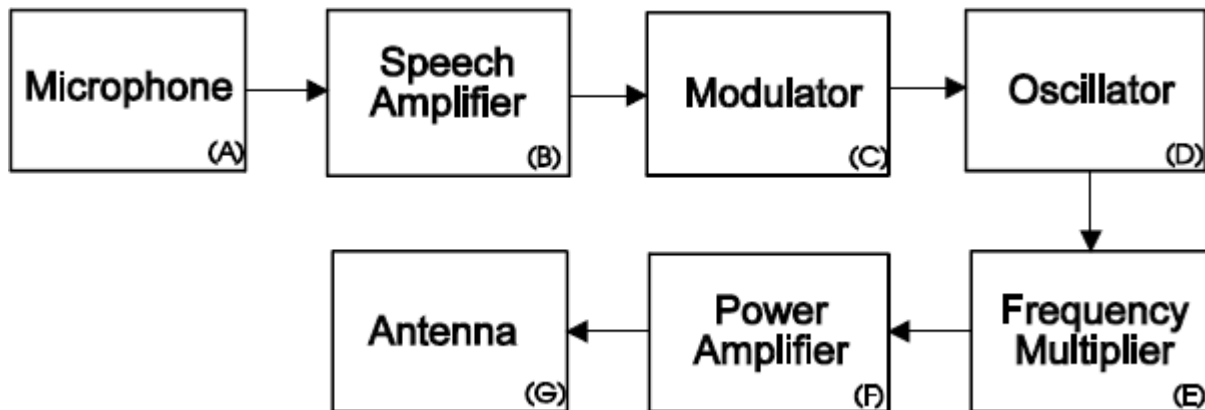 Microphone
(A)
Speech
Amplifier
(B)
Modulator
(C)
Oscillator
(D)
Antenna
(G)
Power
Amplifier
(F)
Frequency
Multiplier
(E)